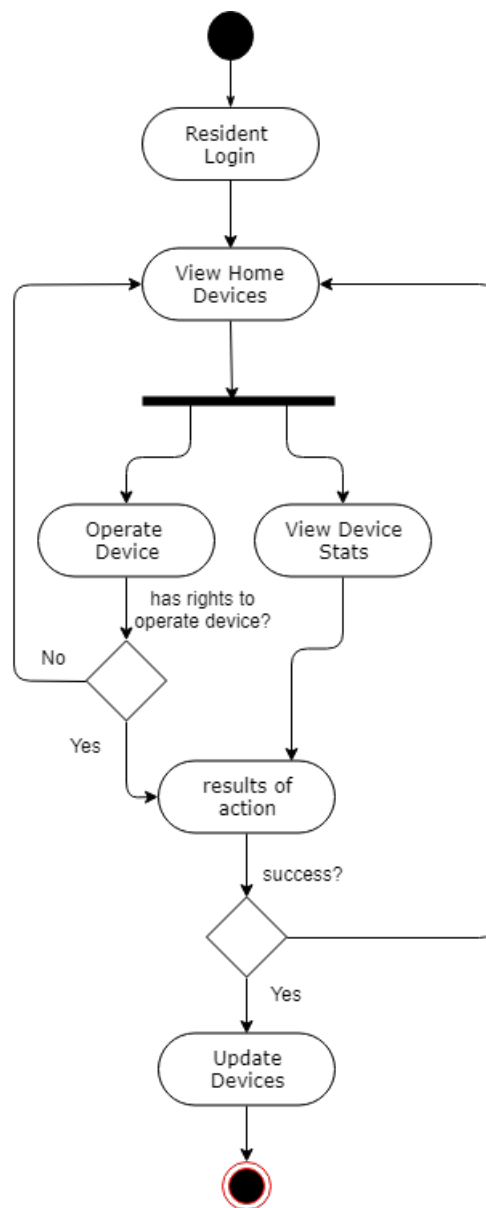 Resident
Login
View Home
Devices
Operate
Device
View Device
Stats
has rights to
operate device?
No
Yes
results of
action
success?
Yes
Update
Devices